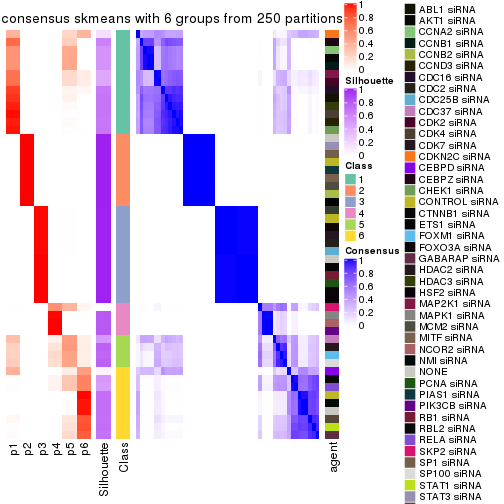 consensus skmeans with 6 groups from 250 partitions
1
0.8
0.6
0.4
0.2
0
Silhouette
1
0.8
0.6
0.4
0.2
0
Class
1
2
3
4
5
6
Consensus
1
0.8
0.6
0.4
0.2
0
p1
p2
p3
p4
p5
p6
Silhouette
Class
agent
ABL1 siRNA
AKT1 siRNA
CCNA2 siRNA
CCNB1 siRNA
CCNB2 siRNA
CCND3 siRNA
CDC16 siRNA
CDC2 siRNA
CDC25B siRNA
CDC37 siRNA
CDK2 siRNA
CDK4 siRNA
CDK7 siRNA
CDKN2C siRNA
CEBPD siRNA
CEBPZ siRNA
CHEK1 siRNA
CONTROL siRNA
CTNNB1 siRNA
ETS1 siRNA
FOXM1 siRNA
FOXO3A siRNA
GABARAP siRNA
HDAC2 siRNA
HDAC3 siRNA
HSF2 siRNA
MAP2K1 siRNA
MAPK1 siRNA
MCM2 siRNA
MITF siRNA
NCOR2 siRNA
NMI siRNA
NONE
PCNA siRNA
PIAS1 siRNA
PIK3CB siRNA
RB1 siRNA
RBL2 siRNA
RELA siRNA
SKP2 siRNA
SP1 siRNA
SP100 siRNA
STAT1 siRNA
STAT3 siRNA